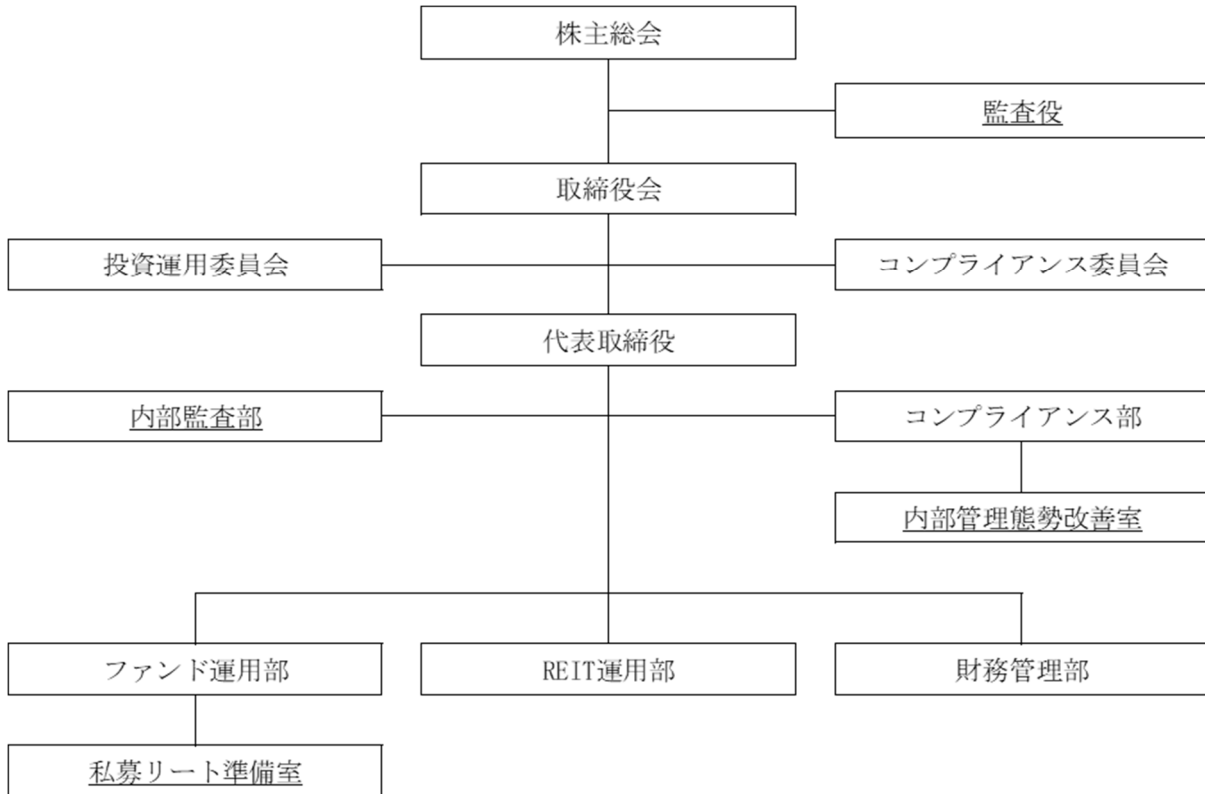 株主総会
監査役
取締役会
投資運用委員会
コンプライアンス委員会
代表取締役
内部監査部
コンプライアンス部
内部管理態勢改善室
ファンド運用部
REIT運用部
財務管理部
私募リート準備室